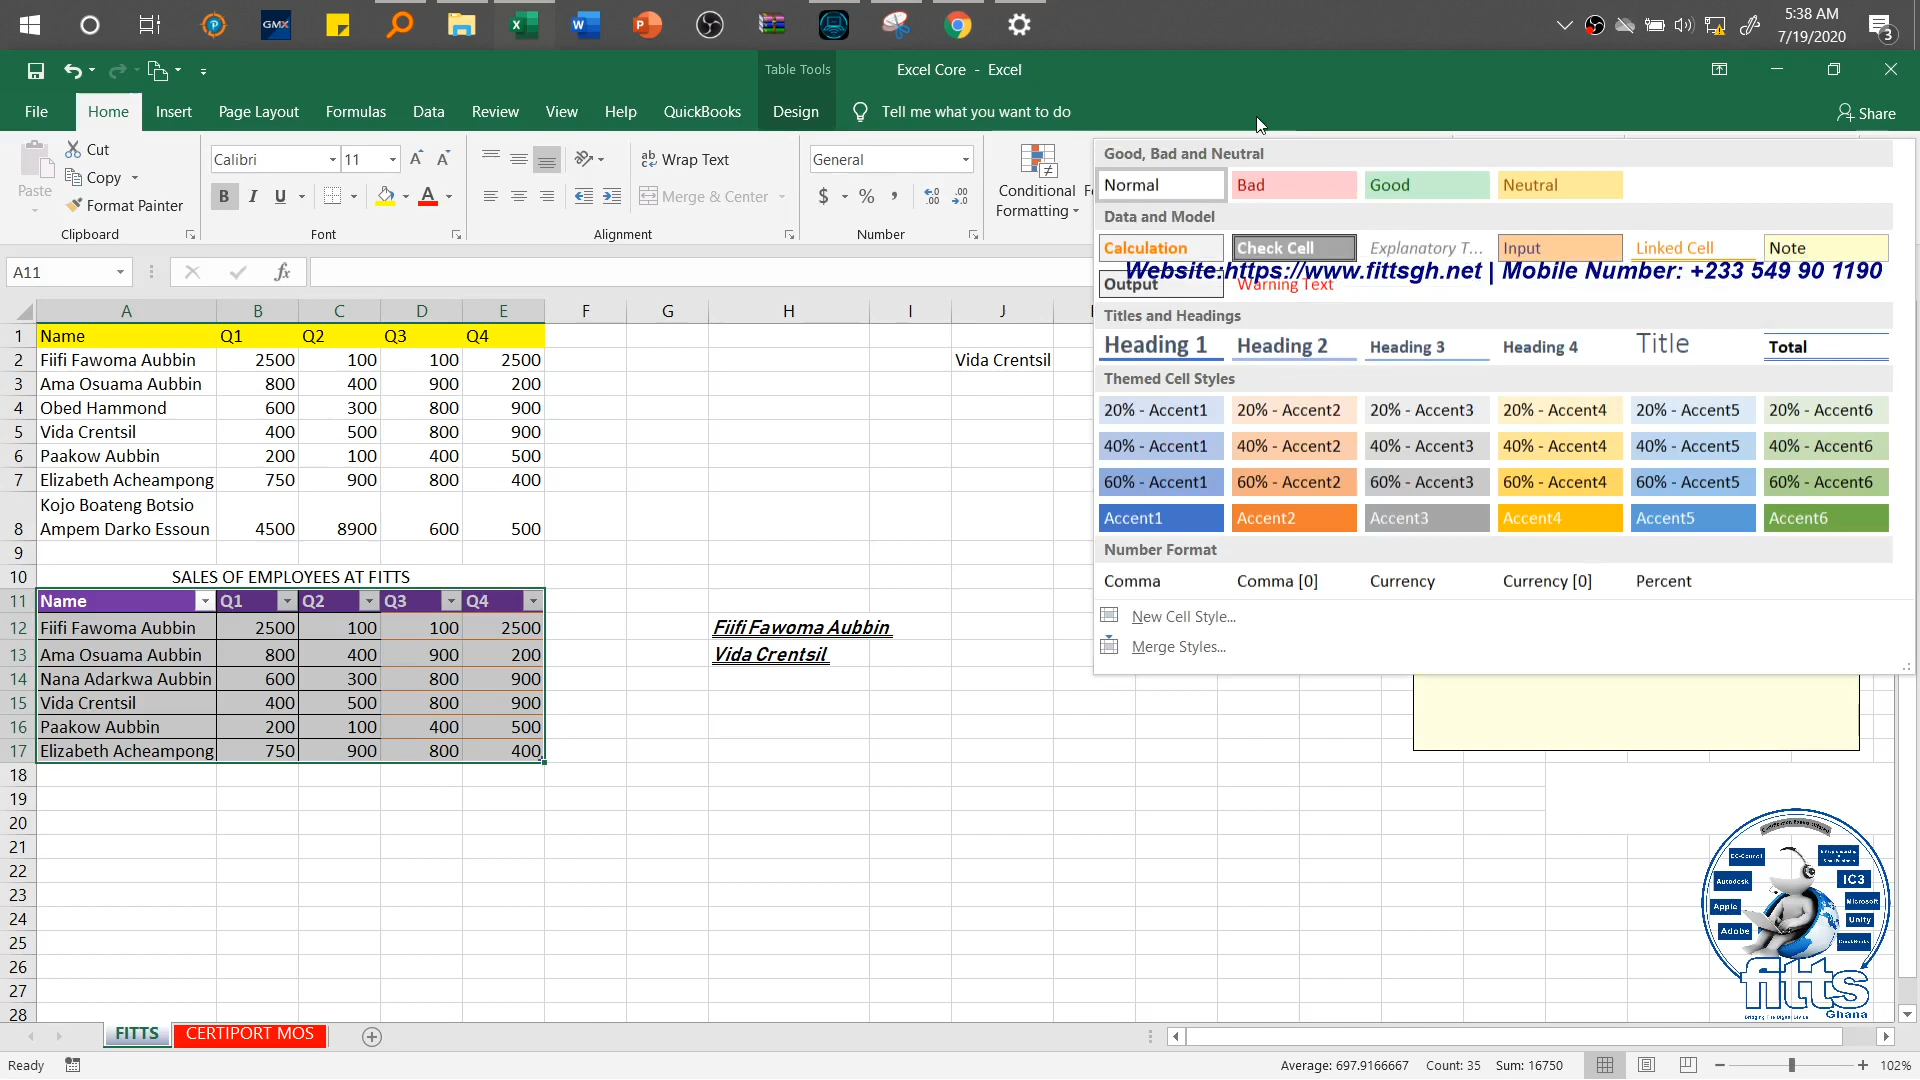 GMX
5:38 AM
7/19/2020
3
Table Tools
Excel Core - Excel
File Home Insert Page Layout Formulas Data Review View Help QuickBooks Design Tell me what you want to do Share
Paste
Cut
Copy
Format Painter
Clipboard
Calibri 11
B I U
Font
Wrap Text
Merge & Center
Alignment
General
$ % ,
Number
Conditional
Formatting
Good, Bad and Neutral
Normal Bad Good Neutral
Data and Model
Calculation Check Cell Explanatory T... Input Linked Cell Note
Website:https://www.fittsgh.net | Mobile Number: +233 549 90 1190
Output Warning Text
Titles and Headings
Heading 1 Heading 2 Heading 3 Heading 4 Title Total
Themed Cell Styles
20% - Accent1 20% - Accent2 20% - Accent3 20% - Accent4 20% - Accent5 20% - Accent6
40% - Accent1 40% - Accent2 40% - Accent3 40% - Accent4 40% - Accent5 40% - Accent6
60% - Accent1 60% - Accent2 60% - Accent3 60% - Accent4 60% - Accent5 60% - Accent6
Accent1 Accent2 Accent3 Accent4 Accent5 Accent6
Number Format
Comma Comma [0] Currency Currency [0] Percent
New Cell Style...
Merge Styles...
A11
fx
A B C D E F G H I J
1 Name Q1 Q2 Q3 Q4
2 Fiifi Fawoma Aubbin 2500 100 100 2500 Vida Crentsil
3 Ama Osuama Aubbin 800 400 900 200
4 Obed Hammond 600 300 800 900
5 Vida Crentsil 400 500 800 900
6 Paakow Aubbin 200 100 400 500
7 Elizabeth Acheampong 750 900 800 400
Kojo Boateng Botsio
8 Ampem Darko Essoun 4500 8900 600 500
9
10 SALES OF EMPLOYEES AT FITTS
11 Name Q1 Q2 Q3 Q4
12 Fiifi Fawoma Aubbin 2500 100 100 2500 Fiifi Fawoma Aubbin
13 Ama Osuama Aubbin 800 400 900 200 Vida Crentsil
14 Nana Adarkwa Aubbin 600 300 800 900
15 Vida Crentsil 400 500 800 900
16 Paakow Aubbin 200 100 400 500
17 Elizabeth Acheampong 750 900 800 400
18
19
20
21
22
23
24
25
26
27
28
EC-Council
Autodesk
IC3
Apple
Microsoft
Unity
Adobe
QuickBooks
fitts
Ghana
FITTS CERTIPORT MOS
Ready Average: 697.9166667 Count: 35 Sum: 16750 102%